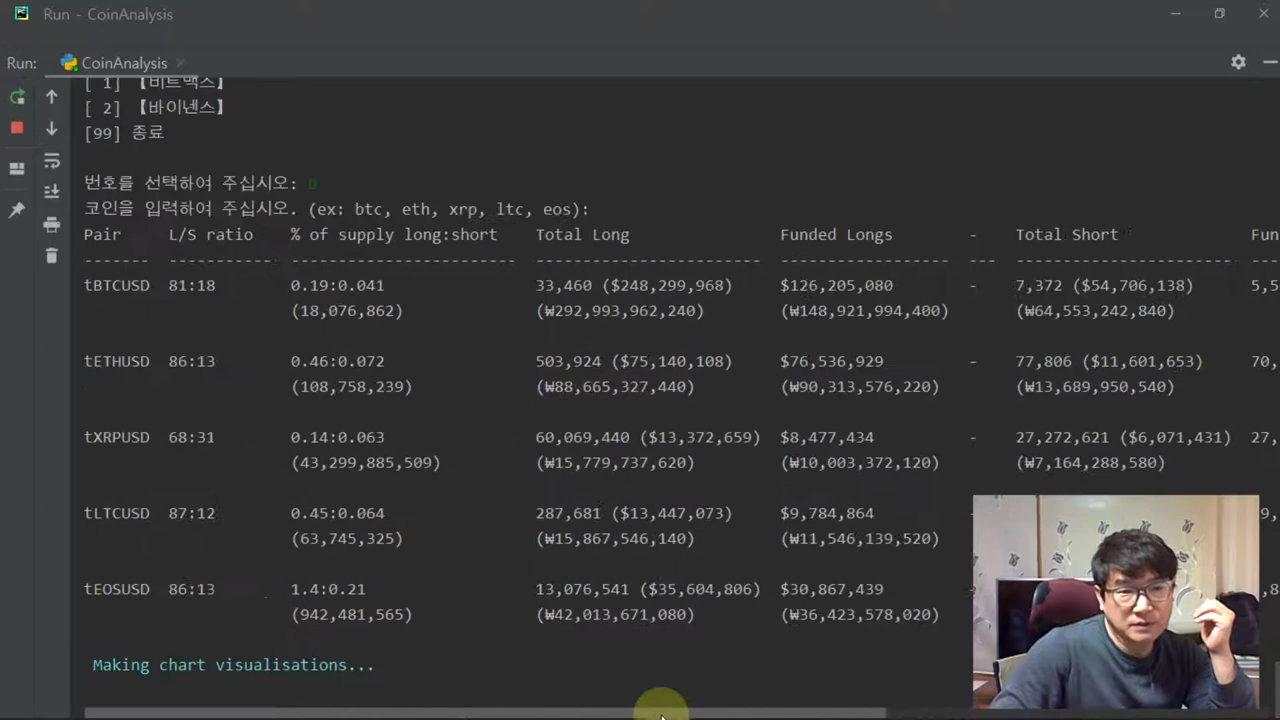 Run - CoinAnalysis
Run: CoinAnalysis
[ 1] 【비트맥스】
[ 2] 【바이넨스】
[99] 종료
번호를 선택하여 주십시오: 0
코인을 입력하여 주십시오. (ex: btc, eth, xrp, ltc, eos):
Pair L/S ratio % of supply long:short Total Long Funded Longs - Total Short Fun
tBTCUSD 81:18 0.19:0.041 33,460 ($248,299,968) $126,205,080 - 7,372 ($54,706,138) 5,5
(18,076,862) (₩292,993,962,240) (₩148,921,994,400) (₩64,553,242,840)
tETHUSD 86:13 0.46:0.072 503,924 ($75,140,108) $76,536,929 - 77,806 ($11,601,653) 70,
(108,758,239) (₩88,665,327,440) (₩90,313,576,220) (₩13,689,950,540)
tXRPUSD 68:31 0.14:0.063 60,069,440 ($13,372,659) $8,477,434 - 27,272,621 ($6,071,431) 27,
(43,299,885,509) (₩15,779,737,620) (₩10,003,372,120) (₩7,164,288,580)
tLTCUSD 87:12 0.45:0.064 287,681 ($13,447,073) $9,784,864
(63,745,325) (₩15,867,546,140) (₩11,546,139,520)
tEOSUSD 86:13 1.4:0.21 13,076,541 ($35,604,806) $30,867,439
(942,481,565) (₩42,013,671,080) (₩36,423,578,020)
Making chart visualisations...